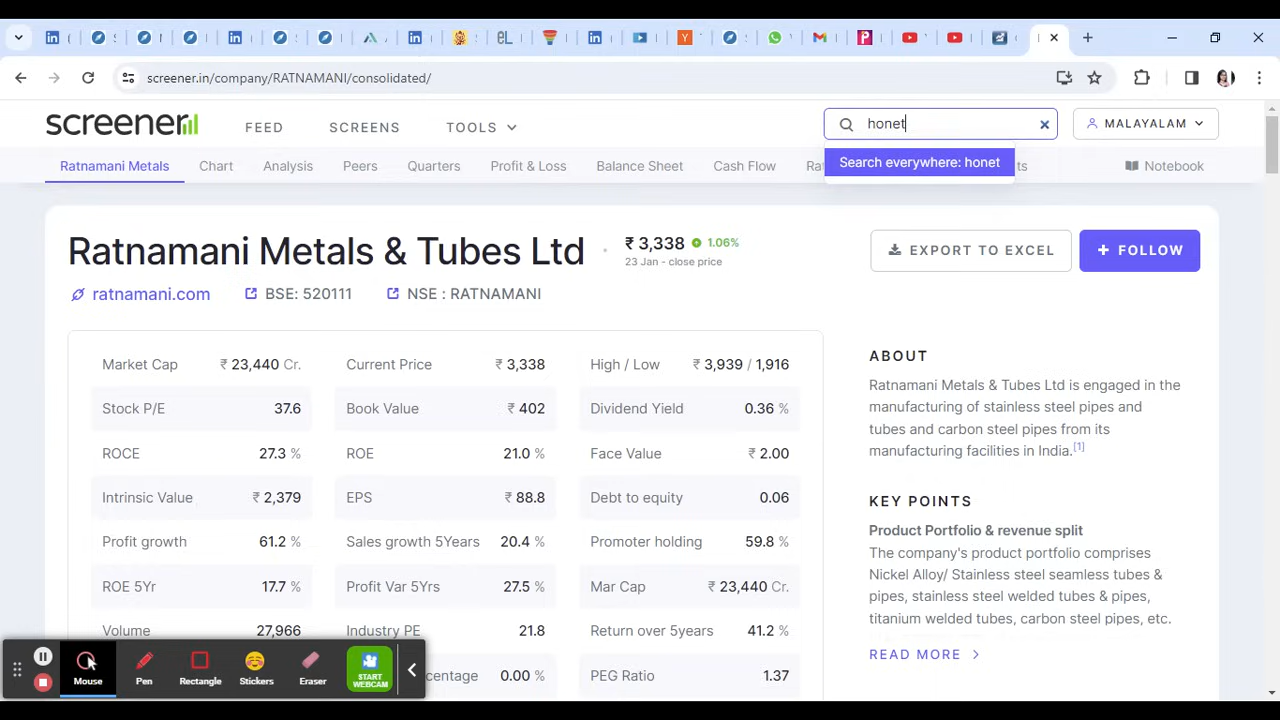 screener.in/company/RATNAMANI/consolidated/
screener
FEED
SCREENS
TOOLS
honet
MALAYALAM
Search everywhere: honet
Ratnamani Metals
Chart
Analysis
Peers
Quarters
Profit & Loss
Balance Sheet
Cash Flow
Notebook
Ratnamani Metals & Tubes Ltd
₹ 3,338 1.06%
23 Jan - close price
EXPORT TO EXCEL
+ FOLLOW
ratnamani.com
BSE: 520111
NSE : RATNAMANI
Market Cap ₹ 23,440 Cr.
Current Price ₹ 3,338
High / Low ₹ 3,939 / 1,916
Stock P/E 37.6
Book Value ₹ 402
Dividend Yield 0.36 %
ROCE 27.3 %
ROE 21.0 %
Face Value ₹ 2.00
Intrinsic Value ₹ 2,379
EPS ₹ 88.8
Debt to equity 0.06
Profit growth 61.2 %
Sales growth 5Years 20.4 %
Promoter holding 59.8 %
ROE 5Yr 17.7 %
Profit Var 5Yrs 27.5 %
Mar Cap ₹ 23,440 Cr.
Volume 27,966
Industry PE 21.8
Return over 5years 41.2 %
0.00 %
PEG Ratio 1.37
ABOUT
Ratnamani Metals & Tubes Ltd is engaged in the
manufacturing of stainless steel pipes and
tubes and carbon steel pipes from its
manufacturing facilities in India.[1]
KEY POINTS
Product Portfolio & revenue split
The company's product portfolio comprises
Nickel Alloy/ Stainless steel seamless tubes &
pipes, stainless steel welded tubes & pipes,
titanium welded tubes, carbon steel pipes, etc.
READ MORE
Mouse
Pen
Rectangle
Stickers
Eraser
START
WEBCAM